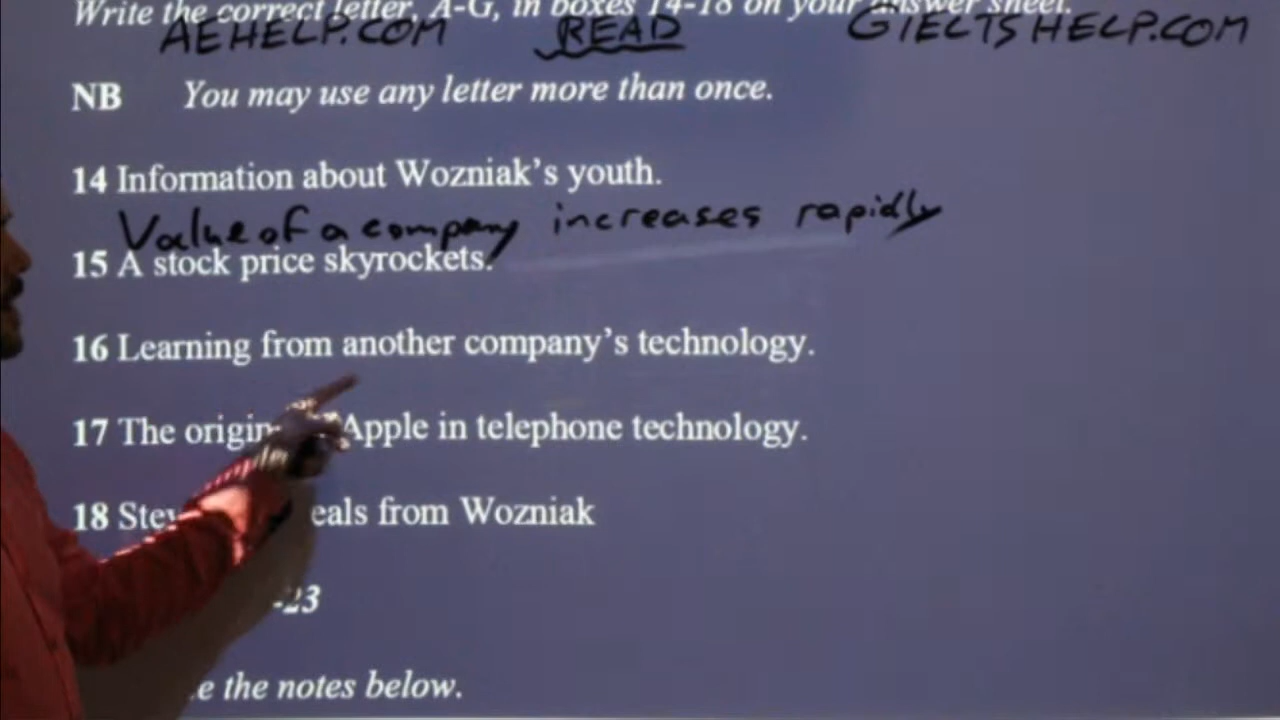 Write the correct letter, A-G, in boxes 14-18 on your answer sheet.
AEHELP.COM READ GIELTSHELP.COM
NB You may use any letter more than once.
14 Information about Wozniak's youth.
Value of a company increases rapidly
15 A stock price skyrockets.
16 Learning from another company's technology.
17 The origin Apple in telephone technology.
18 from Wozniak
-23
the notes below.